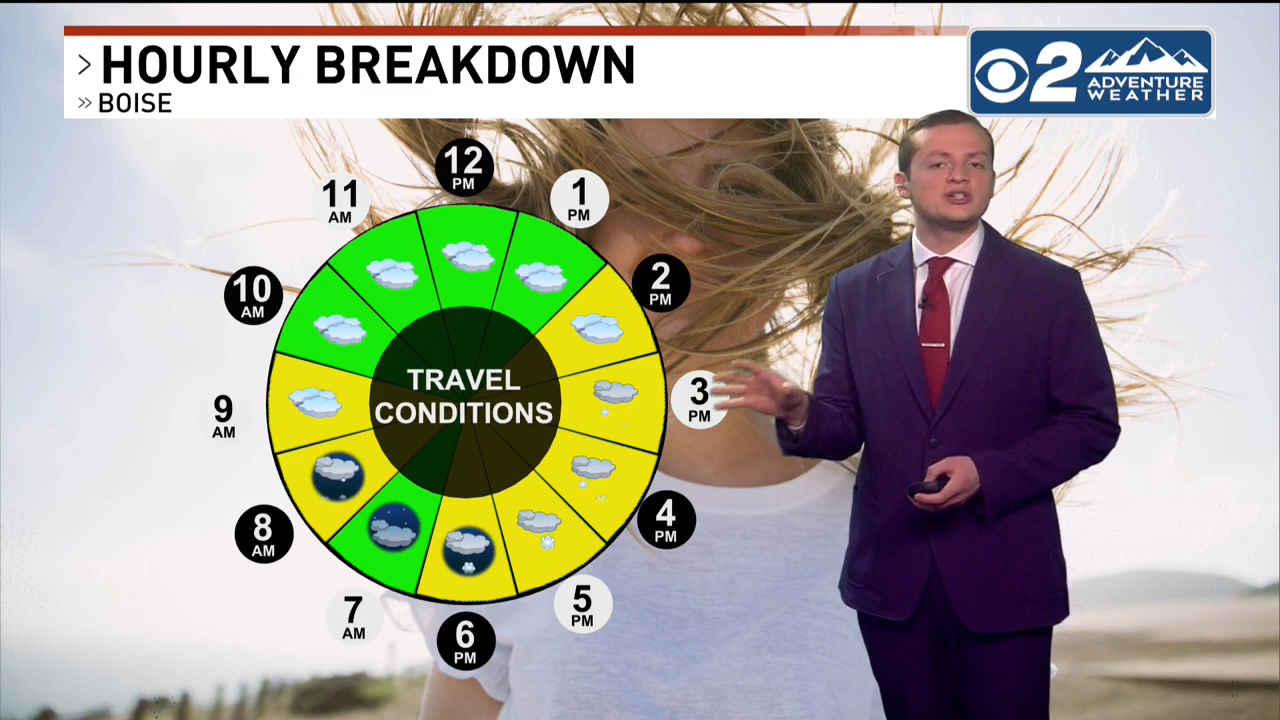 > HOURLY BREAKDOWN
>> BOISE
2 ADVENTURE
WEATHER
12
PM
1
PM
2
PM
3
PM
4
PM
5
PM
6
PM
7
AM
8
AM
9
AM
10
AM
11
AM
TRAVEL
CONDITIONS